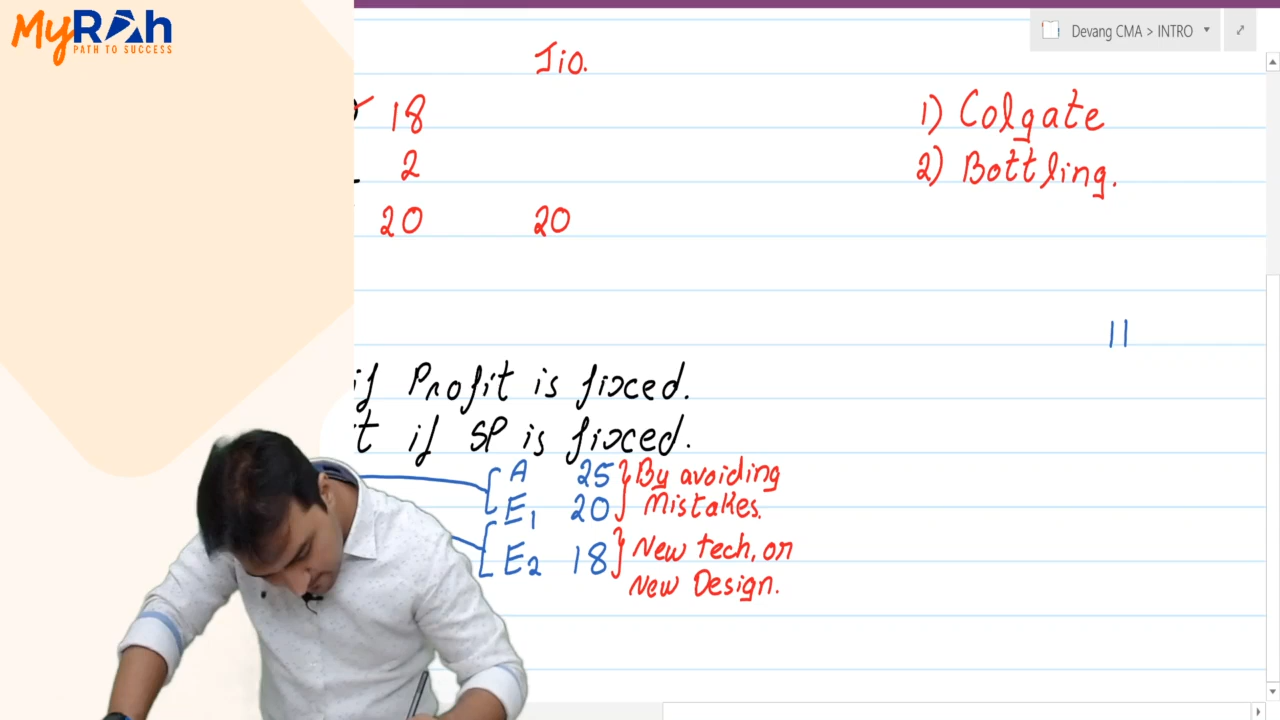 MyRAh
PATH TO SUCCESS
Devang CMA > INTRO
Jio.
18
2
20 20
1) Colgate
2) Bottling.
11
if Profit is fixed.
t if SP is fixed.
A 25 By avoiding
E1 20 Mistakes.
E2 18 New tech, or
New Design.